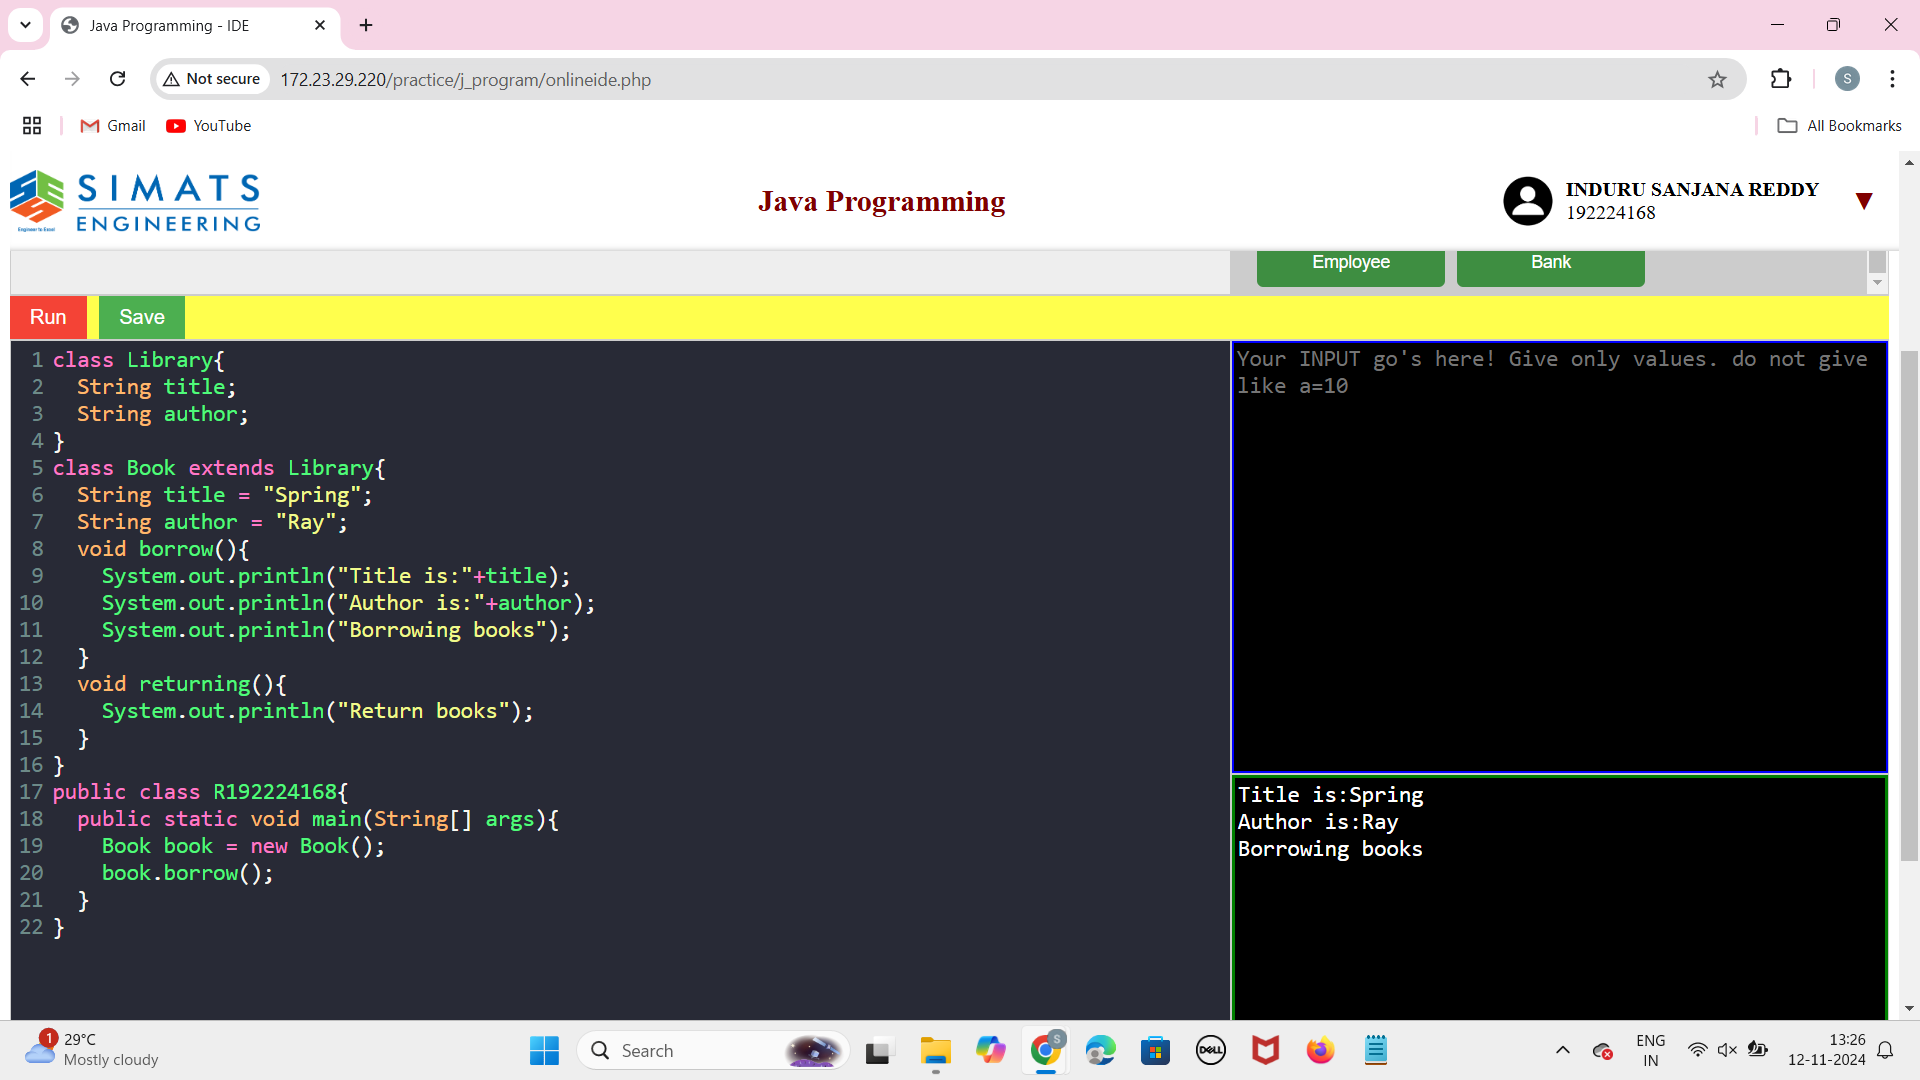 Java Programming - IDE
Not secure
172.23.29.220/practice/j_program/onlineide.php
S
Gmail
YouTube
All Bookmarks
SIMATS
ENGINEERING
Engineer to Excel
Java Programming
INDURU SANJANA REDDY
192224168
Employee
Bank
Run
Save
1 class Library{
2 String title;
3 String author;
4 }
5 class Book extends Library{
6 String title = "Spring";
7 String author = "Ray";
8 void borrow(){
9 System.out.println("Title is:"+title);
10 System.out.println("Author is:"+author);
11 System.out.println("Borrowing books");
12 }
13 void returning(){
14 System.out.println("Return books");
15 }
16 }
17 public class R192224168{
18 public static void main(String[] args){
19 Book book = new Book();
20 book.borrow();
21 }
22 }
Your INPUT go's here! Give only values. do not give
like a=10
Title is:Spring
Author is:Ray
Borrowing books
1
29°C
Mostly cloudy
Search
S
DELL
ENG
IN
13:26
12-11-2024